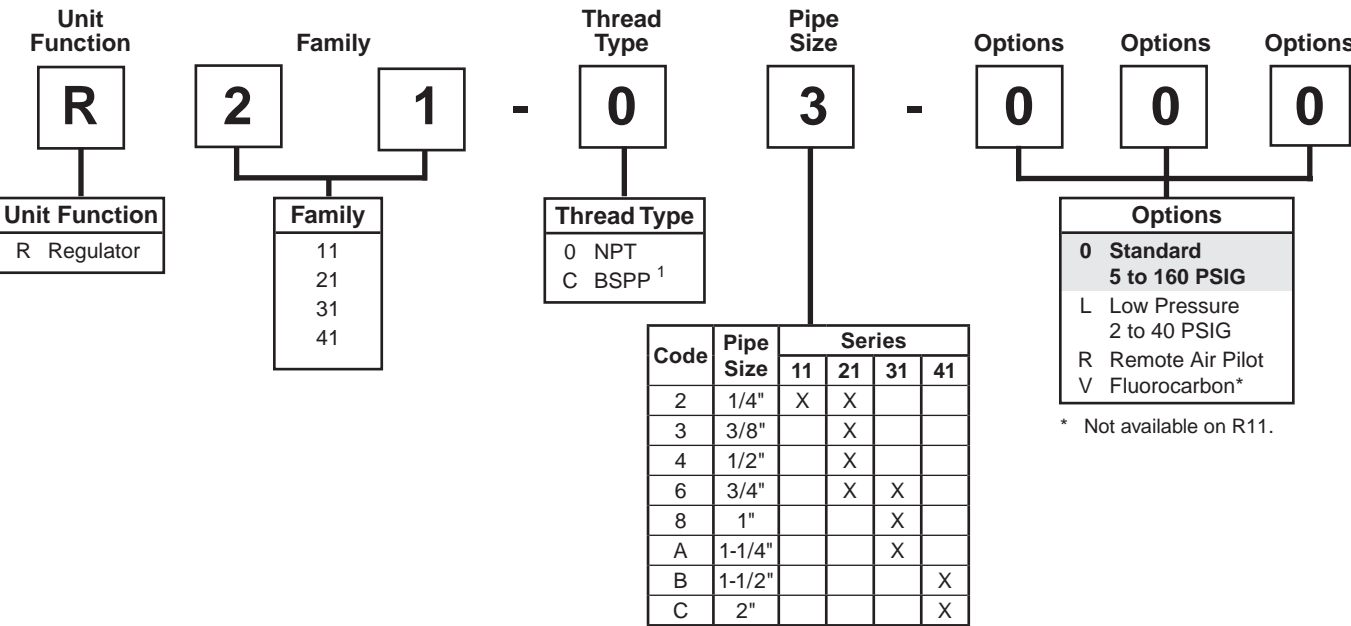 Unit Function
Family
Thread Type
Pipe Size
Options
Options
Options
R 2 1 - 0 3 - 0 0 0
Unit Function
R Regulator
Family
11
21
31
41
Thread Type
0 NPT
C BSPP 1
Code Pipe Size Series
11 21 31 41
2 1/4" X X
3 3/8" X
4 1/2" X
6 3/4" X X
8 1" X
A 1-1/4" X
B 1-1/2" X
C 2" X
Options
0 Standard
5 to 160 PSIG
L Low Pressure
2 to 40 PSIG
R Remote Air Pilot
V Fluorocarbon*
* Not available on R11.